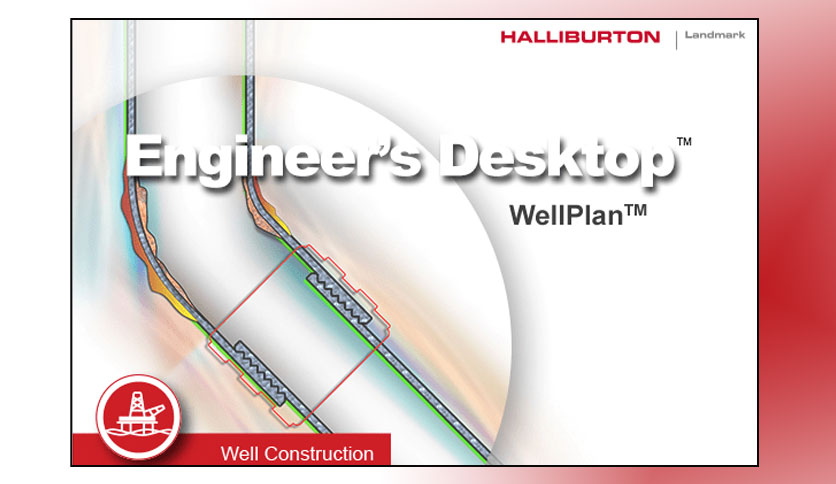 HALLIBURTON | Landmark
Engineer's Desktop™
WellPlan™
Well Construction